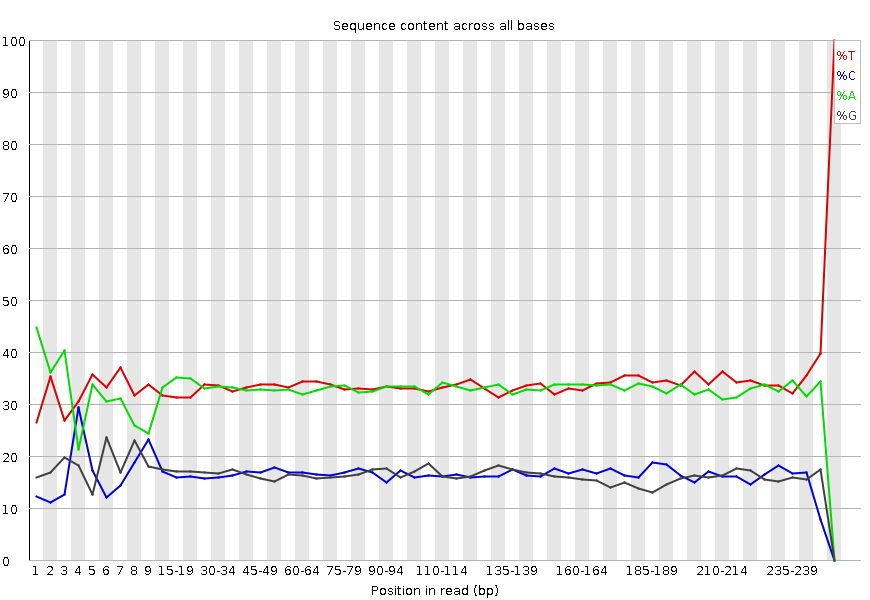 Sequence content across all bases
100
90
80
70
60
50
40
30
20
10
0
%T
%C
%A
%G
1 2 3 4 5 6 7 8 9 15-19 30-34 45-49 60-64 75-79 90-94 110-114 135-139 160-164 185-189 210-214 235-239
Position in read (bp)